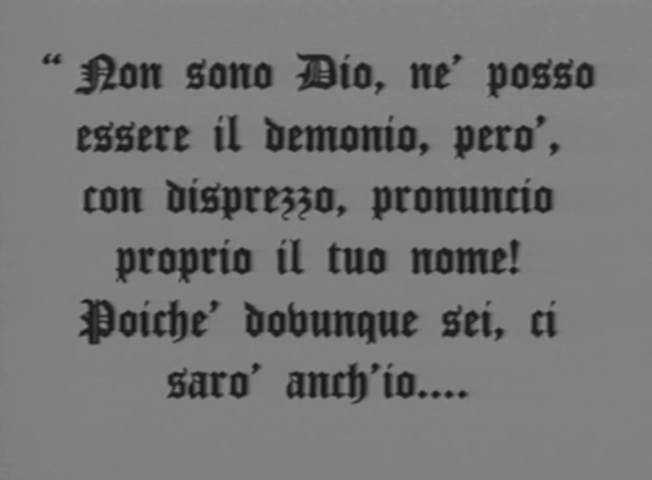 “ Non sono Dio, ne’ posso
essere il demonio, pero’,
con disprezzo, pronuncio
proprio il tuo nome!
Poiche’ dovunque sei, ci
saro’ anch’io....